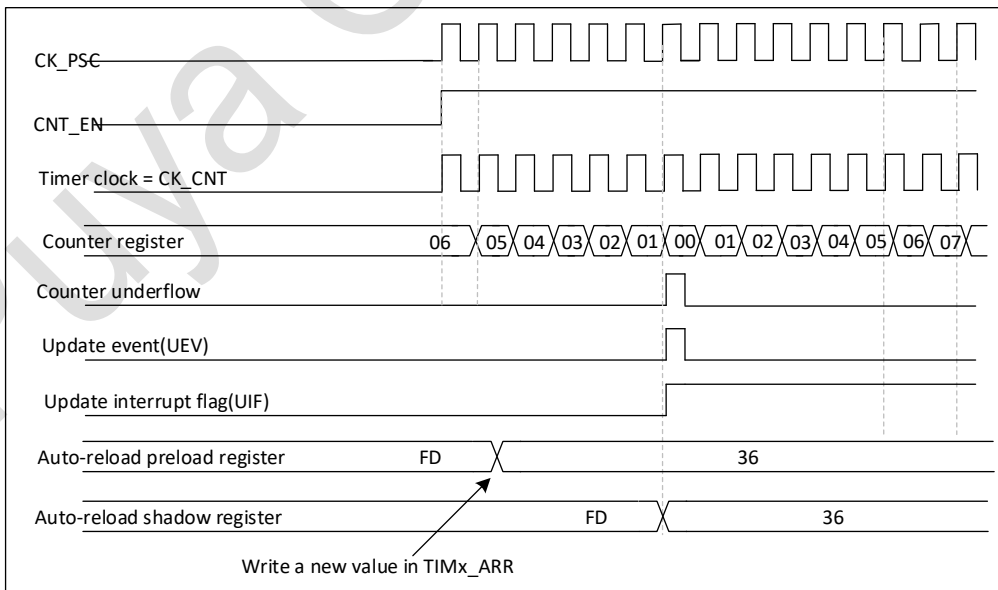 CK_PSC
CNT_EN
Timer clock = CK_CNT
Counter register 06 05 04 03 02 01 00 01 02 03 04 05 06 07
Counter underflow
Update event(UEV)
Update interrupt flag(UIF)
Auto-reload preload register FD 36
Auto-reload shadow register FD 36
Write a new value in TIMx_ARR